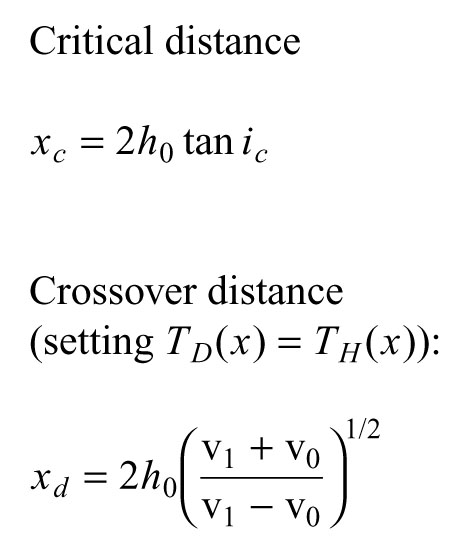 Critical distance
x_c = 2h_0 tan i_c
Crossover distance
(setting T_D(x) = T_H(x)):
x_d = 2h_0 ( (v_1 + v_0) / (v_1 − v_0) )^{1/2}